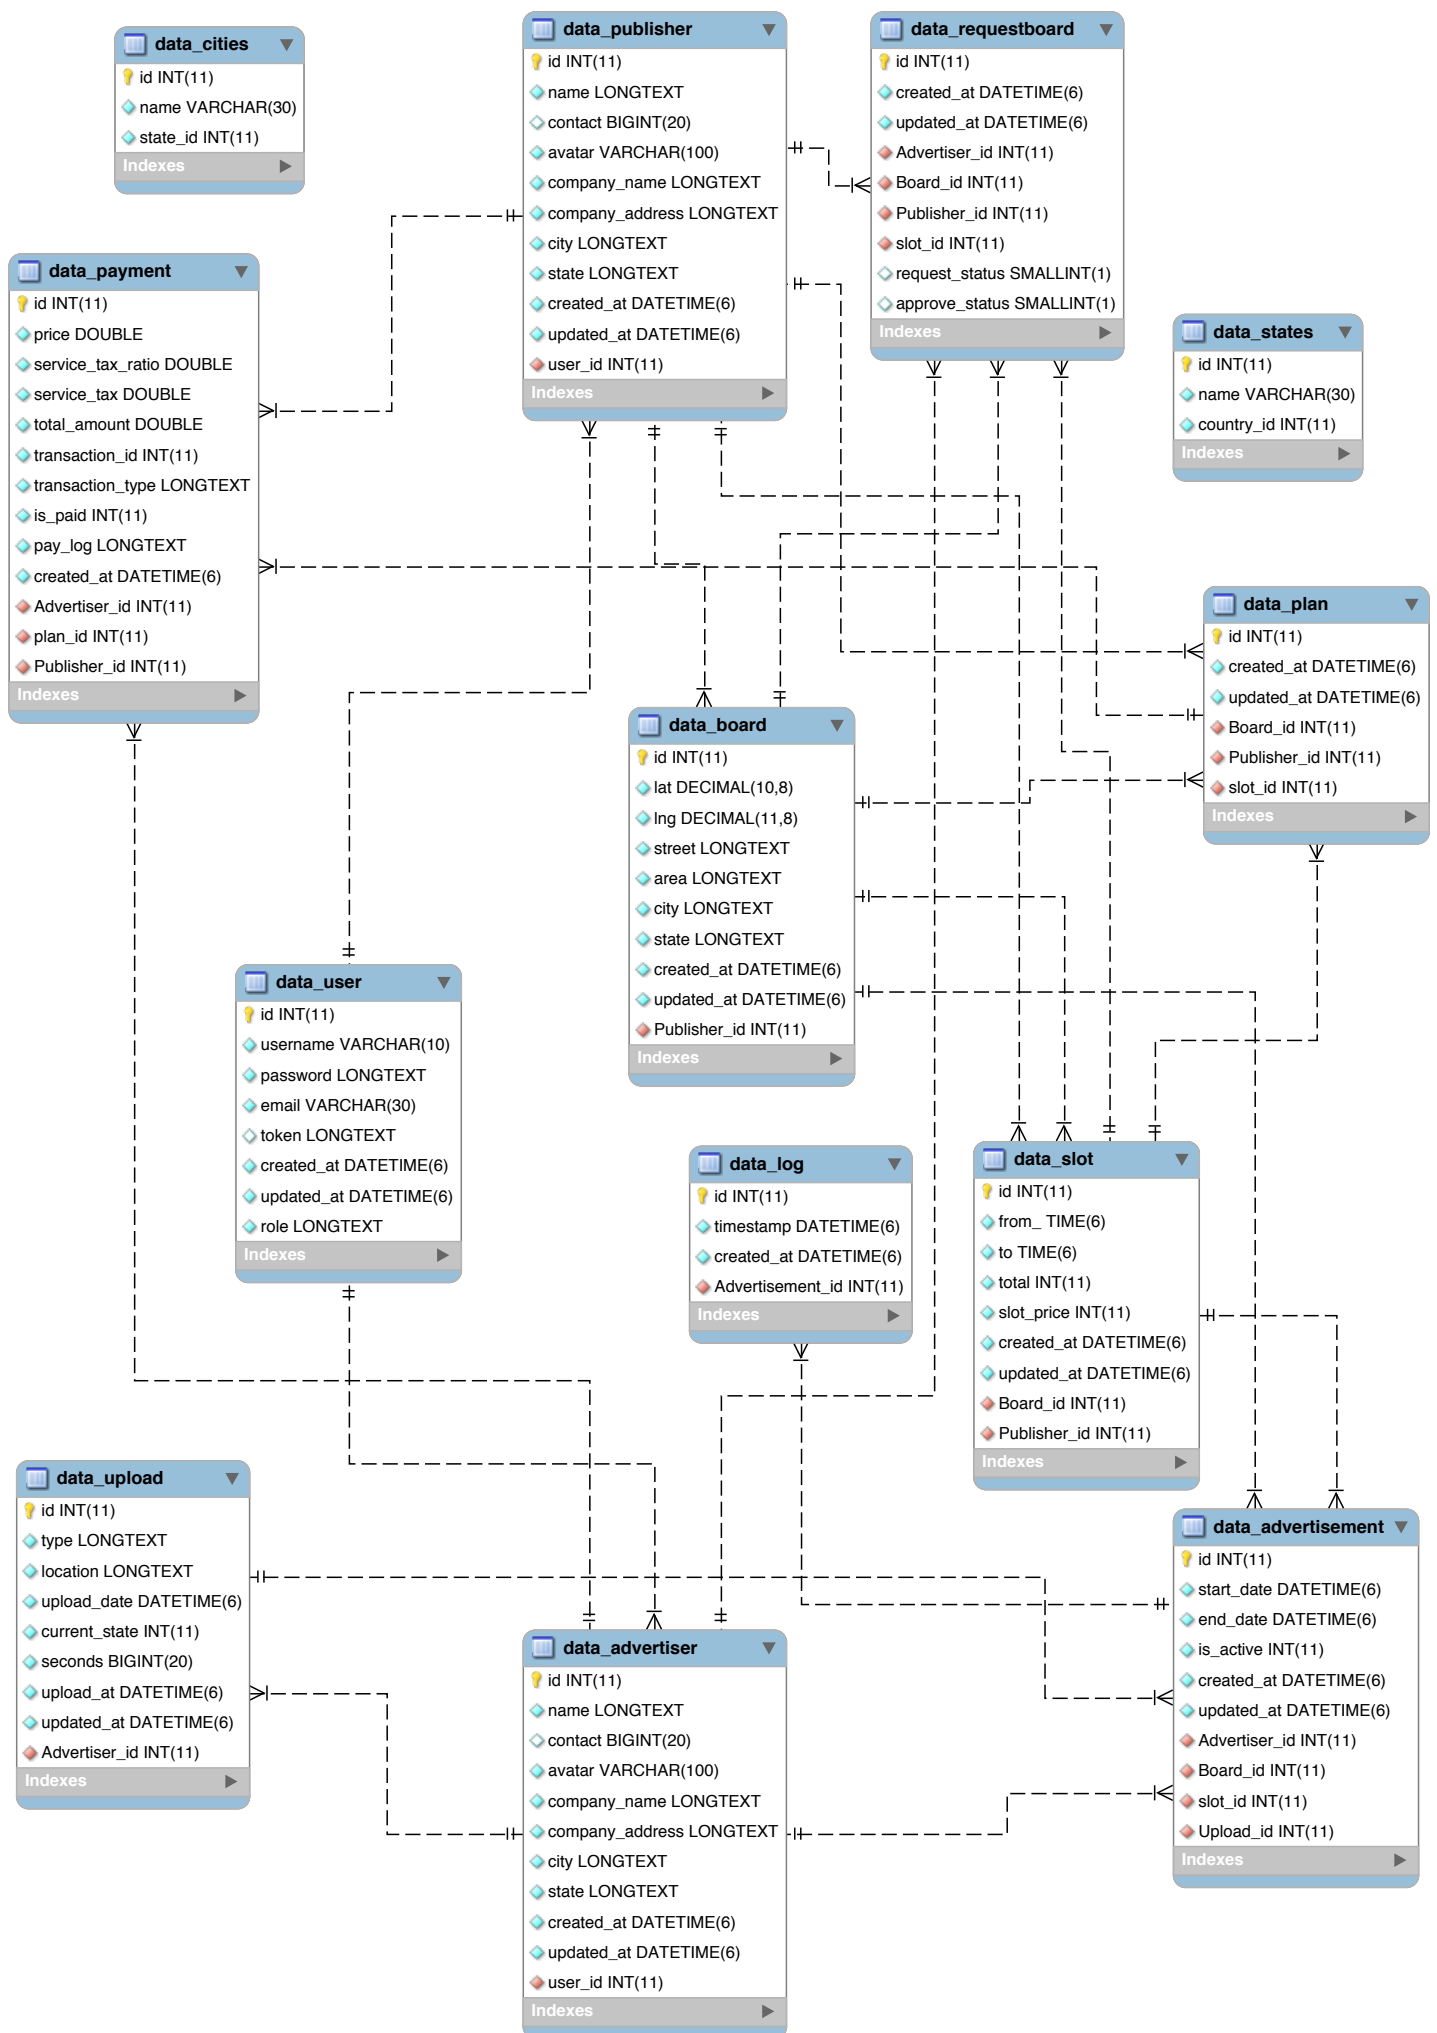 data_cities
id INT(11)
name VARCHAR(30)
state_id INT(11)
Indexes
data_publisher
id INT(11)
name LONGTEXT
contact BIGINT(20)
avatar VARCHAR(100)
company_name LONGTEXT
company_address LONGTEXT
city LONGTEXT
state LONGTEXT
created_at DATETIME(6)
updated_at DATETIME(6)
user_id INT(11)
Indexes
data_requestboard
id INT(11)
created_at DATETIME(6)
updated_at DATETIME(6)
Advertiser_id INT(11)
Board_id INT(11)
Publisher_id INT(11)
slot_id INT(11)
request_status SMALLINT(1)
approve_status SMALLINT(1)
Indexes
data_payment
id INT(11)
price DOUBLE
service_tax_ratio DOUBLE
service_tax DOUBLE
total_amount DOUBLE
transaction_id INT(11)
transaction_type LONGTEXT
is_paid INT(11)
pay_log LONGTEXT
created_at DATETIME(6)
Advertiser_id INT(11)
plan_id INT(11)
Publisher_id INT(11)
Indexes
data_states
id INT(11)
name VARCHAR(30)
country_id INT(11)
Indexes
data_plan
id INT(11)
created_at DATETIME(6)
updated_at DATETIME(6)
Board_id INT(11)
Publisher_id INT(11)
slot_id INT(11)
Indexes
data_board
id INT(11)
lat DECIMAL(10,8)
lng DECIMAL(11,8)
street LONGTEXT
area LONGTEXT
city LONGTEXT
state LONGTEXT
created_at DATETIME(6)
updated_at DATETIME(6)
Publisher_id INT(11)
Indexes
data_user
id INT(11)
username VARCHAR(10)
password LONGTEXT
email VARCHAR(30)
token LONGTEXT
created_at DATETIME(6)
updated_at DATETIME(6)
role LONGTEXT
Indexes
data_log
id INT(11)
timestamp DATETIME(6)
created_at DATETIME(6)
Advertisement_id INT(11)
Indexes
data_slot
id INT(11)
from_ TIME(6)
to TIME(6)
total INT(11)
slot_price INT(11)
created_at DATETIME(6)
updated_at DATETIME(6)
Board_id INT(11)
Publisher_id INT(11)
Indexes
data_upload
id INT(11)
type LONGTEXT
location LONGTEXT
upload_date DATETIME(6)
current_state INT(11)
seconds BIGINT(20)
upload_at DATETIME(6)
updated_at DATETIME(6)
Advertiser_id INT(11)
Indexes
data_advertiser
id INT(11)
name LONGTEXT
contact BIGINT(20)
avatar VARCHAR(100)
company_name LONGTEXT
company_address LONGTEXT
city LONGTEXT
state LONGTEXT
created_at DATETIME(6)
updated_at DATETIME(6)
user_id INT(11)
Indexes
data_advertisement
id INT(11)
start_date DATETIME(6)
end_date DATETIME(6)
is_active INT(11)
created_at DATETIME(6)
updated_at DATETIME(6)
Advertiser_id INT(11)
Board_id INT(11)
slot_id INT(11)
Upload_id INT(11)
Indexes